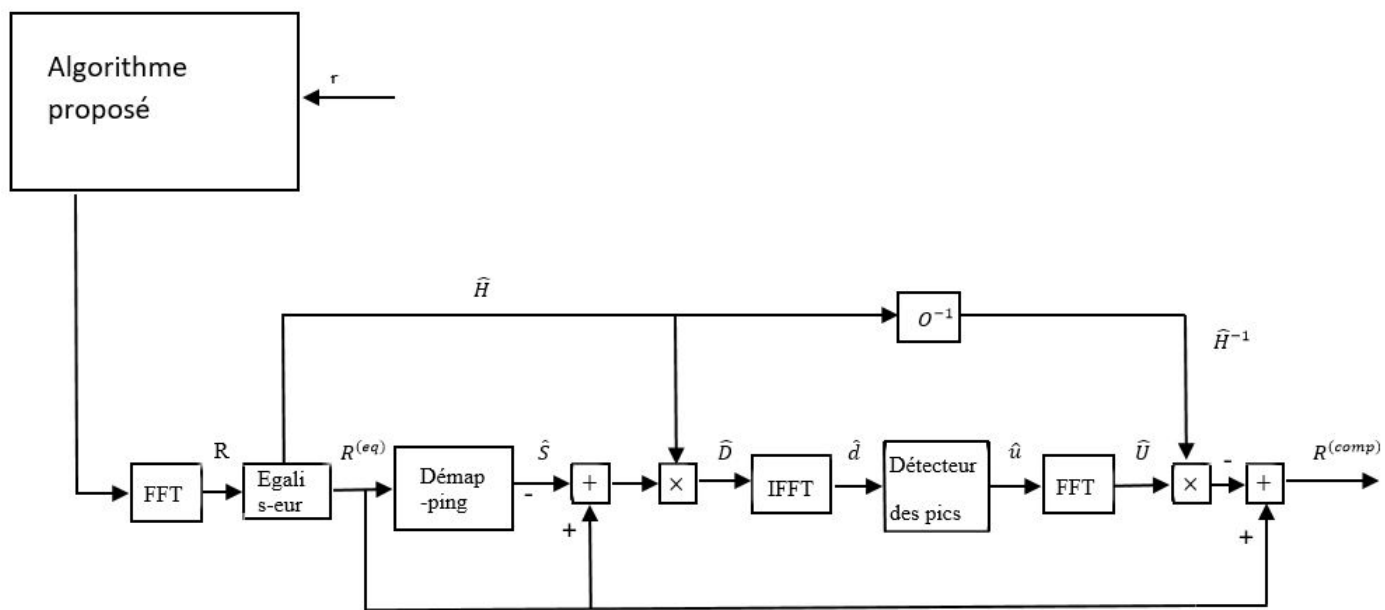 Algorithme
proposé
r
Ĥ
O⁻¹
Ĥ⁻¹
FFT
R
Egali
s-eur
R^(eq)
Démap
-ping
Ŝ
-
+
+
×
D̂
IFFT
d̂
Détecteur
des pics
û
FFT
Û
×
-
+
+
R^(comp)